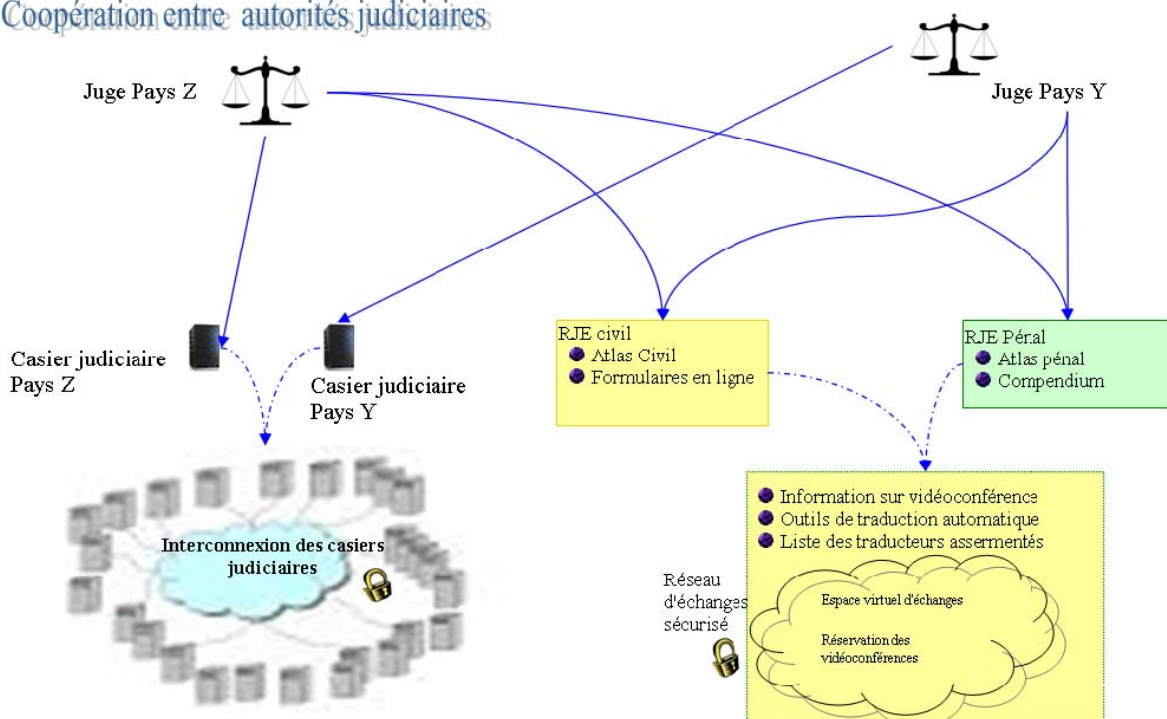 Coopération entre autorités judiciaires
Juge Pays Z
Juge Pays Y
Casier judiciaire
Pays Z
Casier judiciaire
Pays Y
RJE civil
Atlas Civil
Formulaires en ligne
RJE Pénal
Atlas pénal
Compendium
Interconnexion des casiers
judiciaires
Information sur vidéoconférence
Outils de traduction automatique
Liste des traducteurs assermentés
Réseau
d'échanges
sécurisé
Espace virtuel d'échanges
Réservation des
vidéoconférences